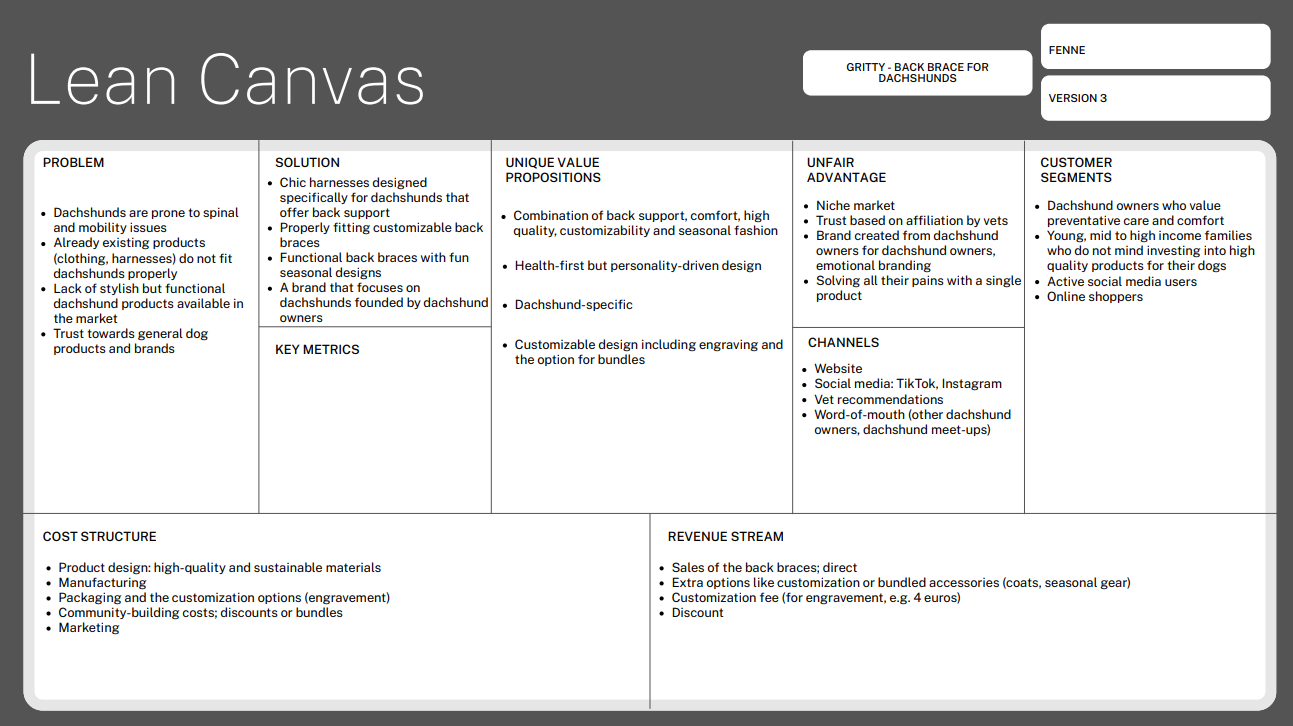 Lean Canvas
GRITTY - BACK BRACE FOR
DACHSHUNDS
FENNE
VERSION 3
PROBLEM
• Dachshunds are prone to spinal
and mobility issues
• Already existing products
(clothing, harnesses) do not fit
dachshunds properly
• Lack of stylish but functional
dachshund products available in
the market
• Trust towards general dog
products and brands
SOLUTION
• Chic harnesses designed
specifically for dachshunds that
offer back support
• Properly fitting customizable back
braces
• Functional back braces with fun
seasonal designs
• A brand that focuses on
dachshunds founded by dachshund
owners
KEY METRICS
UNIQUE VALUE
PROPOSITIONS
• Combination of back support, comfort, high
quality, customizability and seasonal fashion
• Health-first but personality-driven design
• Dachshund-specific
• Customizable design including engraving and
the option for bundles
UNFAIR
ADVANTAGE
• Niche market
• Trust based on affiliation by vets
• Brand created from dachshund
owners for dachshund owners,
emotional branding
• Solving all their pains with a single
product
CHANNELS
• Website
• Social media: TikTok, Instagram
• Vet recommendations
• Word-of-mouth (other dachshund
owners, dachshund meet-ups)
CUSTOMER
SEGMENTS
• Dachshund owners who value
preventative care and comfort
• Young, mid to high income families
who do not mind investing into high
quality products for their dogs
• Active social media users
• Online shoppers
COST STRUCTURE
• Product design: high-quality and sustainable materials
• Manufacturing
• Packaging and the customization options (engravement)
• Community-building costs; discounts or bundles
• Marketing
REVENUE STREAM
• Sales of the back braces; direct
• Extra options like customization or bundled accessories (coats, seasonal gear)
• Customization fee (for engravement, e.g. 4 euros)
• Discount